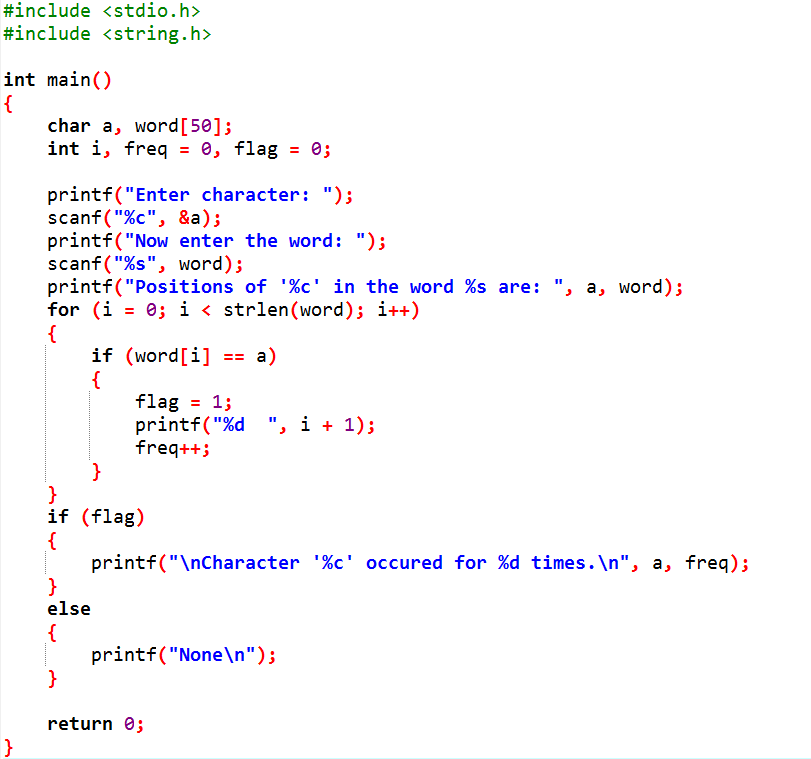 #include <stdio.h>
#include <string.h>

int main()
{
    char a, word[50];
    int i, freq = 0, flag = 0;

    printf("Enter character: ");
    scanf("%c", &a);
    printf("Now enter the word: ");
    scanf("%s", word);
    printf("Positions of '%c' in the word %s are: ", a, word);
    for (i = 0; i < strlen(word); i++)
    {
        if (word[i] == a)
        {
            flag = 1;
            printf("%d  ", i + 1);
            freq++;
        }
    }
    if (flag)
    {
        printf("\nCharacter '%c' occured for %d times.\n", a, freq);
    }
    else
    {
        printf("None\n");
    }

    return 0;
}